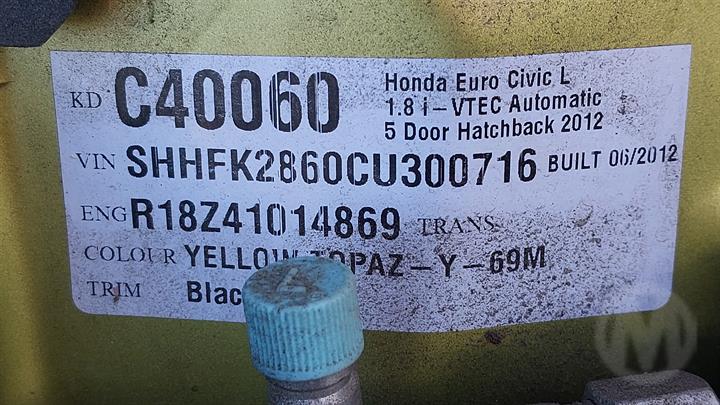 KD C40060
Honda Euro Civic L
1.8 i-VTEC Automatic
5 Door Hatchback 2012
VIN SHHFK2860CU300716 BUILT 06/2012
ENG R18Z41014869 TRANS
COLOUR YELLOW TOPAZ-Y-69M
TRIM Blac
M